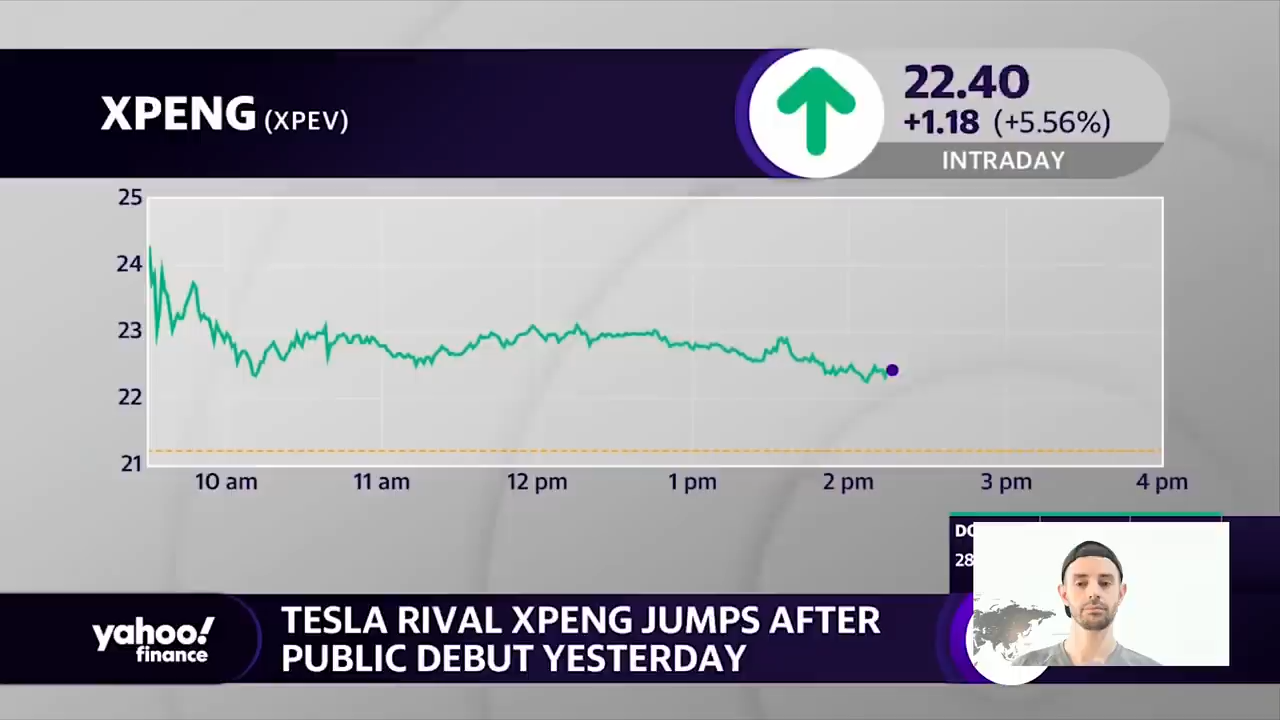 XPENG (XPEV)
22.40
+1.18 (+5.56%)
INTRADAY
25
24
23
22
21
10 am 11 am 12 pm 1 pm 2 pm 3 pm 4 pm
28
yahoo!
finance
TESLA RIVAL XPENG JUMPS AFTER
PUBLIC DEBUT YESTERDAY